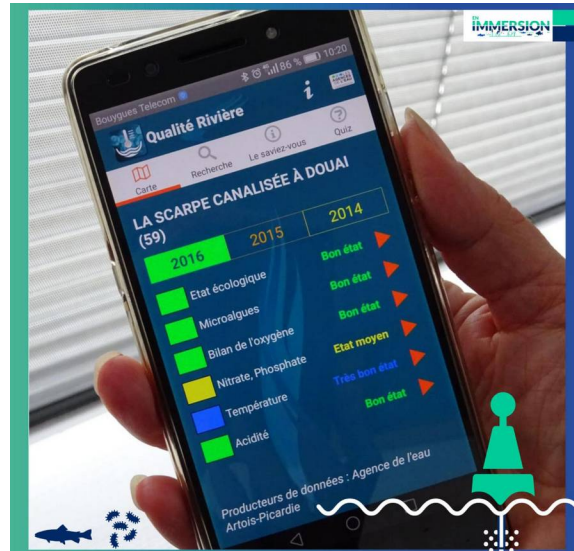 EN
IMMERSION
Bouygues Telecom
86 % 10:20
Qualité Rivière
i
Carte
Recherche
Le saviez-vous
Quiz
LA SCARPE CANALISÉE À DOUAI
(59)
2016
2015
2014
Etat écologique
Bon état
Microalgues
Bon état
Bilan de l'oxygène
Bon état
Nitrate, Phosphate
Etat moyen
Température
Très bon état
Acidité
Bon état
Producteurs de données : Agence de l'eau
Artois-Picardie